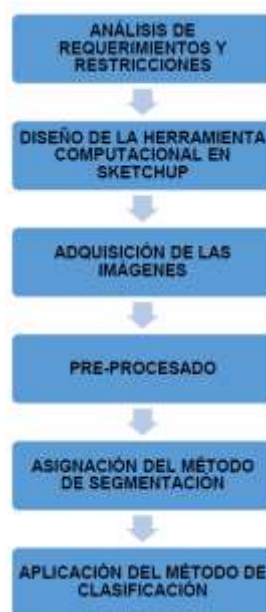 ANÁLISIS DE
REQUERIMIENTOS Y
RESTRICCIONES
DISEÑO DE LA HERRAMIENTA
COMPUTACIONAL EN
SKETCHUP
ADQUISICIÓN DE LAS
IMÁGENES
PRE-PROCESADO
ASIGNACIÓN DEL MÉTODO
DE SEGMENTACIÓN
APLICACIÓN DEL MÉTODO DE
CLASIFICACIÓN